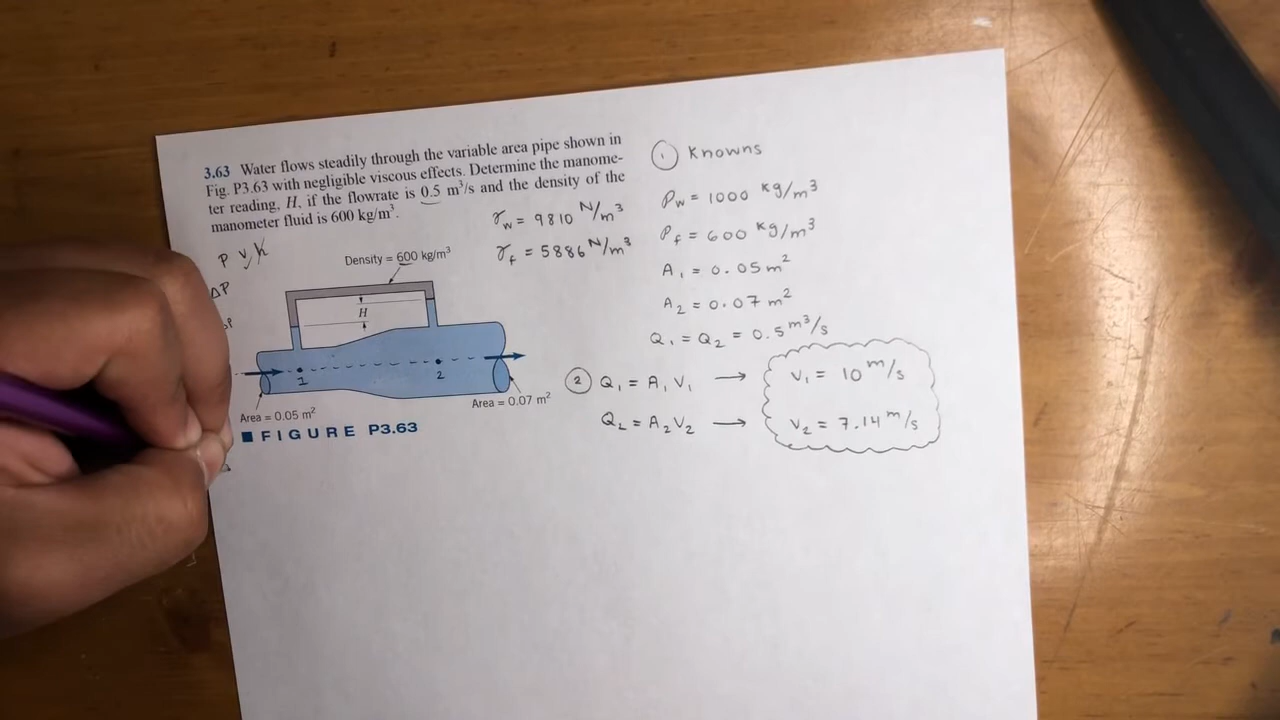 3.63 Water flows steadily through the variable area pipe shown in
Fig. P3.63 with negligible viscous effects. Determine the manome-
ter reading, H, if the flowrate is 0.5 m³/s and the density of the
manometer fluid is 600 kg/m³.
γw = 9810 N/m³
γf = 5886 N/m³
P V h
ΔP
Density = 600 kg/m³
H
1
2
Area = 0.05 m²
Area = 0.07 m²
■ FIGURE P3.63
① Knowns
ρw = 1000 kg/m³
ρf = 600 kg/m³
A₁ = 0.05 m²
A₂ = 0.07 m²
Q₁ = Q₂ = 0.5 m³/s
② Q₁ = A₁ V₁ → V₁ = 10 m/s
Q₂ = A₂ V₂ → V₂ = 7.14 m/s